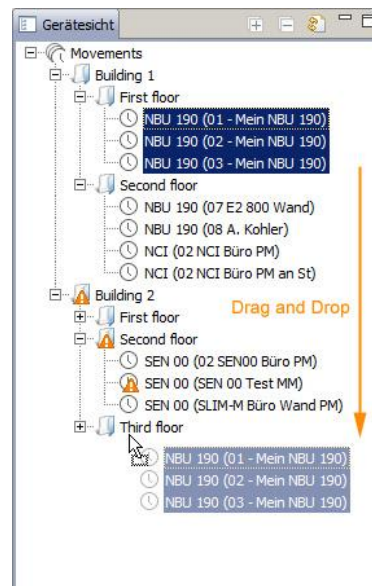 Gerätesicht
Movements
Building 1
First floor
NBU 190 (01 - Mein NBU 190)
NBU 190 (02 - Mein NBU 190)
NBU 190 (03 - Mein NBU 190)
Second floor
NBU 190 (07 E2 800 Wand)
NBU 190 (08 A. Kohler)
NCI (02 NCI Büro PM)
NCI (02 NCI Büro PM an St)
Building 2
Drag and Drop
First floor
Second floor
SEN 00 (02 SEN00 Büro PM)
SEN 00 (SEN 00 Test MM)
SEN 00 (SLIM-M Büro Wand PM)
Third floor
NBU 190 (01 - Mein NBU 190)
NBU 190 (02 - Mein NBU 190)
NBU 190 (03 - Mein NBU 190)